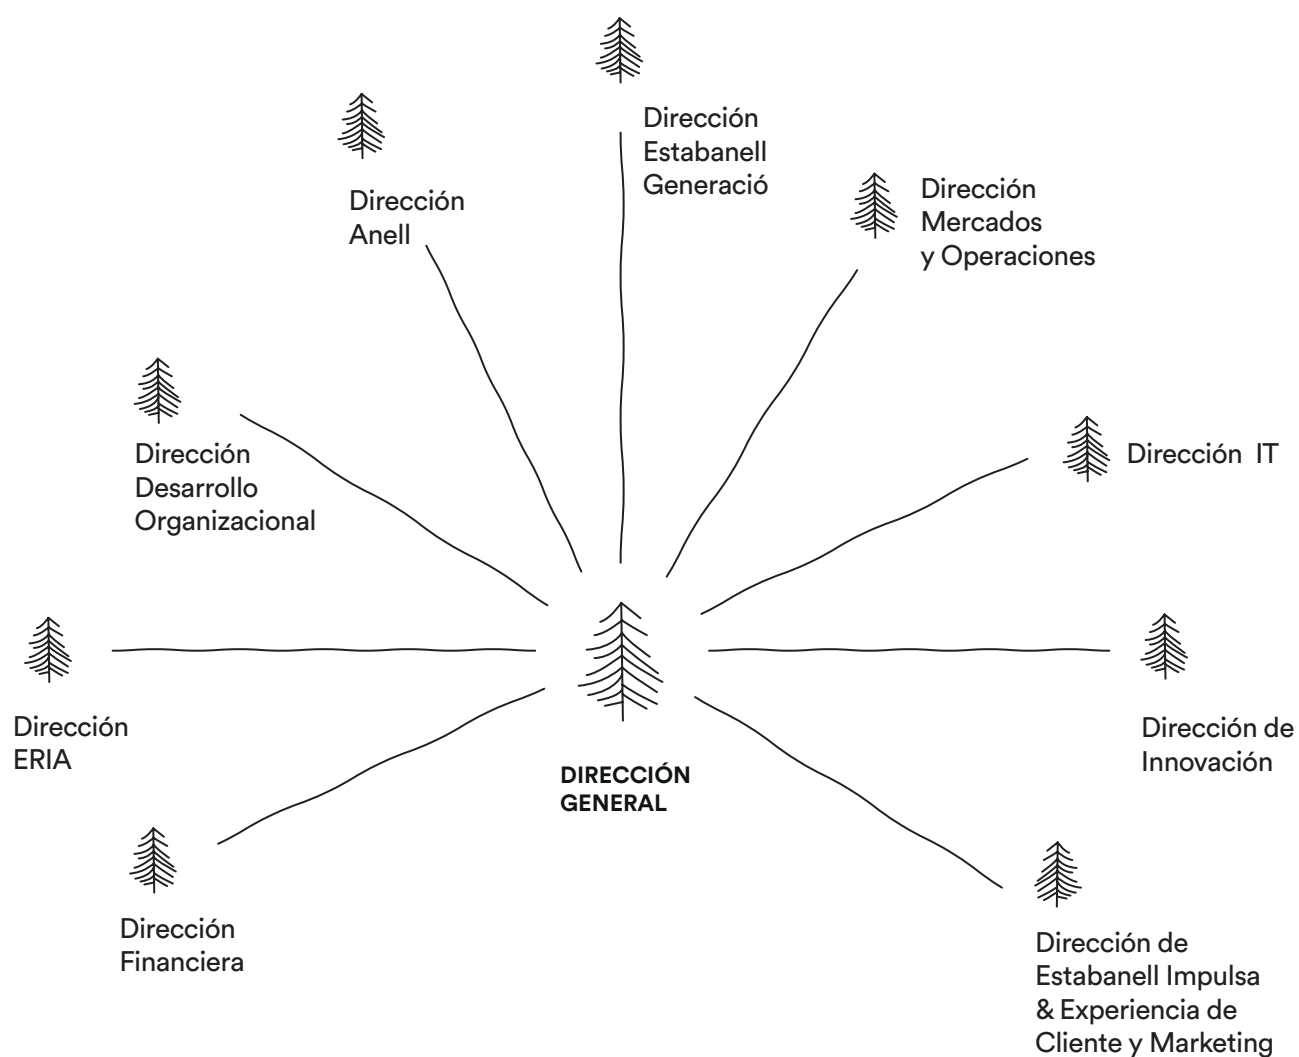 Dirección
Estabanell
Generació
Dirección
Anell
Dirección
Mercados
y Operaciones
Dirección
Desarrollo
Organizacional
Dirección IT
Dirección
ERIA
DIRECCIÓN
GENERAL
Dirección de
Innovación
Dirección
Financiera
Dirección de
Estabanell Impulsa
& Experiencia de
Cliente y Marketing